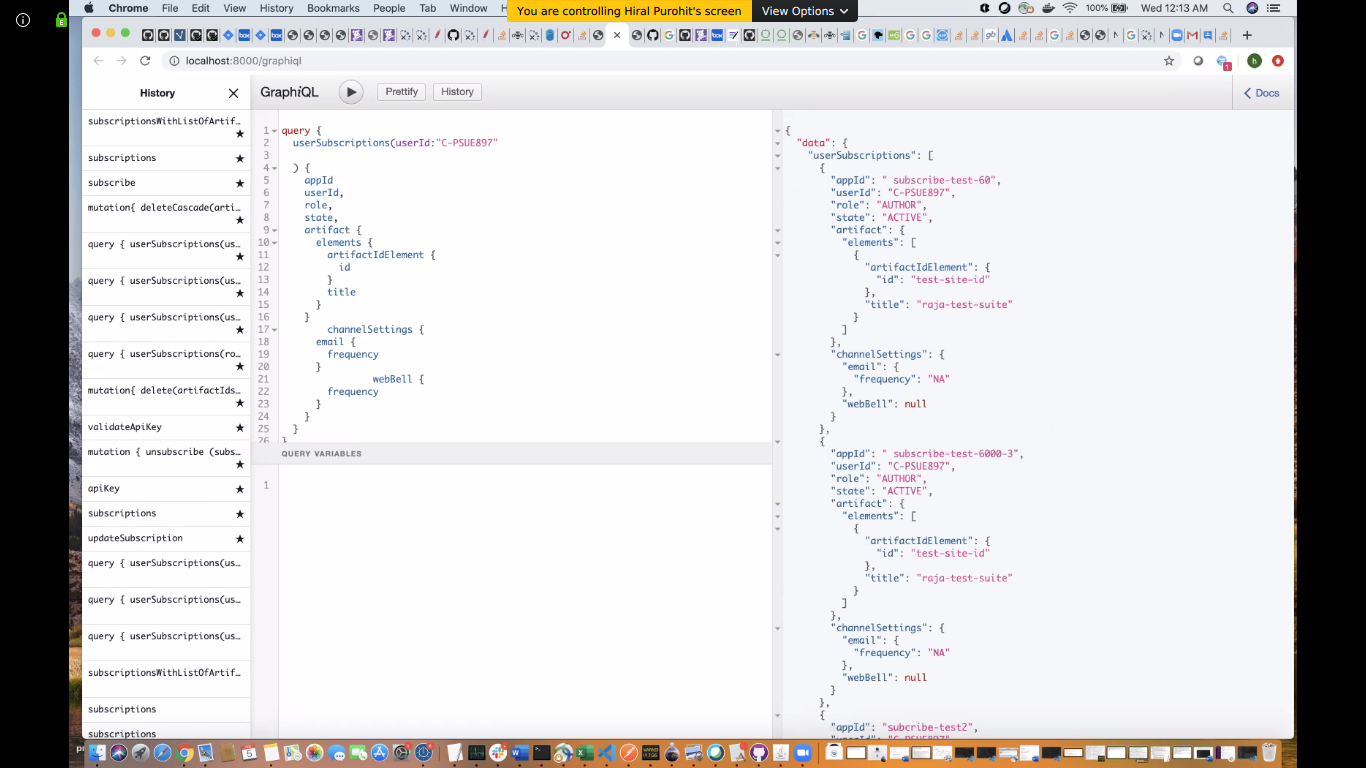 Chrome File Edit View History Bookmarks People Tab Window
You are controlling Hiral Purohit's screen
View Options
100%
Wed 12:13 AM
localhost:8000/graphiql
h
1
History
GraphiQL
Prettify
History
Docs
subscriptionsWithListOfArtif...
subscriptions
subscribe
mutation{ deleteCascade(arti...
query { userSubscriptions(us...
query { userSubscriptions(us...
query { userSubscriptions(us...
query { userSubscriptions(ro...
mutation{ delete(artifactIds...
validateApiKey
mutation { unsubscribe (subs...
apiKey
subscriptions
updateSubscription
query { userSubscriptions(us...
query { userSubscriptions(us...
query { userSubscriptions(us...
subscriptionsWithListOfArtif...
subscriptions
subscriptions
1 query {
2 userSubscriptions(userId:"C-PSUE897"
3
4 ) {
5 appId
6 userId,
7 role,
8 state,
9 artifact {
10 elements {
11 artifactIdElement {
12 id
13 }
14 title
15 }
16 }
17 channelSettings {
18 email {
19 frequency
20 }
21 webBell {
22 frequency
23 }
24 }
25 }
26 }
QUERY VARIABLES
1
{
"data": {
"userSubscriptions": [
{
"appId": " subscribe-test-60",
"userId": "C-PSUE897",
"role": "AUTHOR",
"state": "ACTIVE",
"artifact": {
"elements": [
{
"artifactIdElement": {
"id": "test-site-id"
},
"title": "raja-test-suite"
}
]
},
"channelSettings": {
"email": {
"frequency": "NA"
},
"webBell": null
}
},
{
"appId": " subscribe-test-6000-3",
"userId": "C-PSUE897",
"role": "AUTHOR",
"state": "ACTIVE",
"artifact": {
"elements": [
{
"artifactIdElement": {
"id": "test-site-id"
},
"title": "raja-test-suite"
}
]
},
"channelSettings": {
"email": {
"frequency": "NA"
},
"webBell": null
}
},
{
"appId": "subcribe-test2",
"userId": "C-PSUE897",